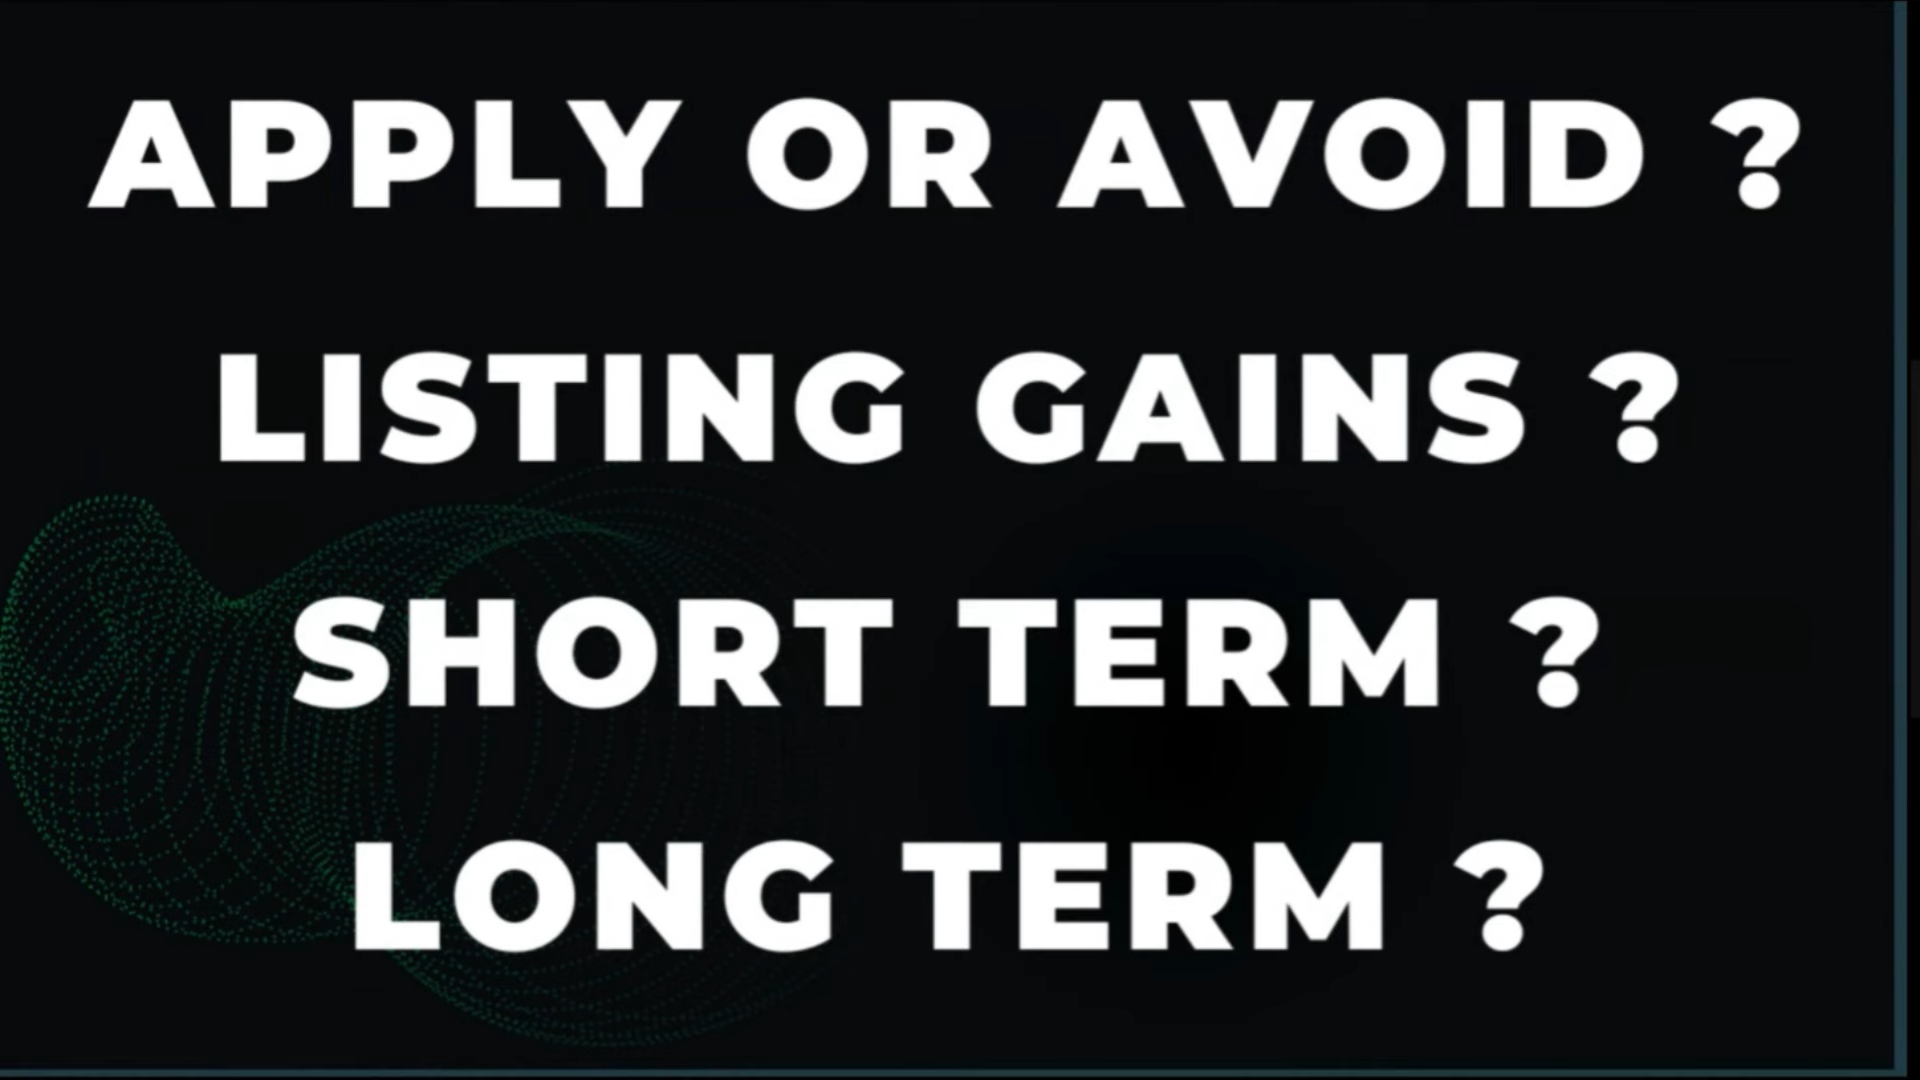 APPLY OR AVOID ?
LISTING GAINS ?
SHORT TERM ?
LONG TERM ?